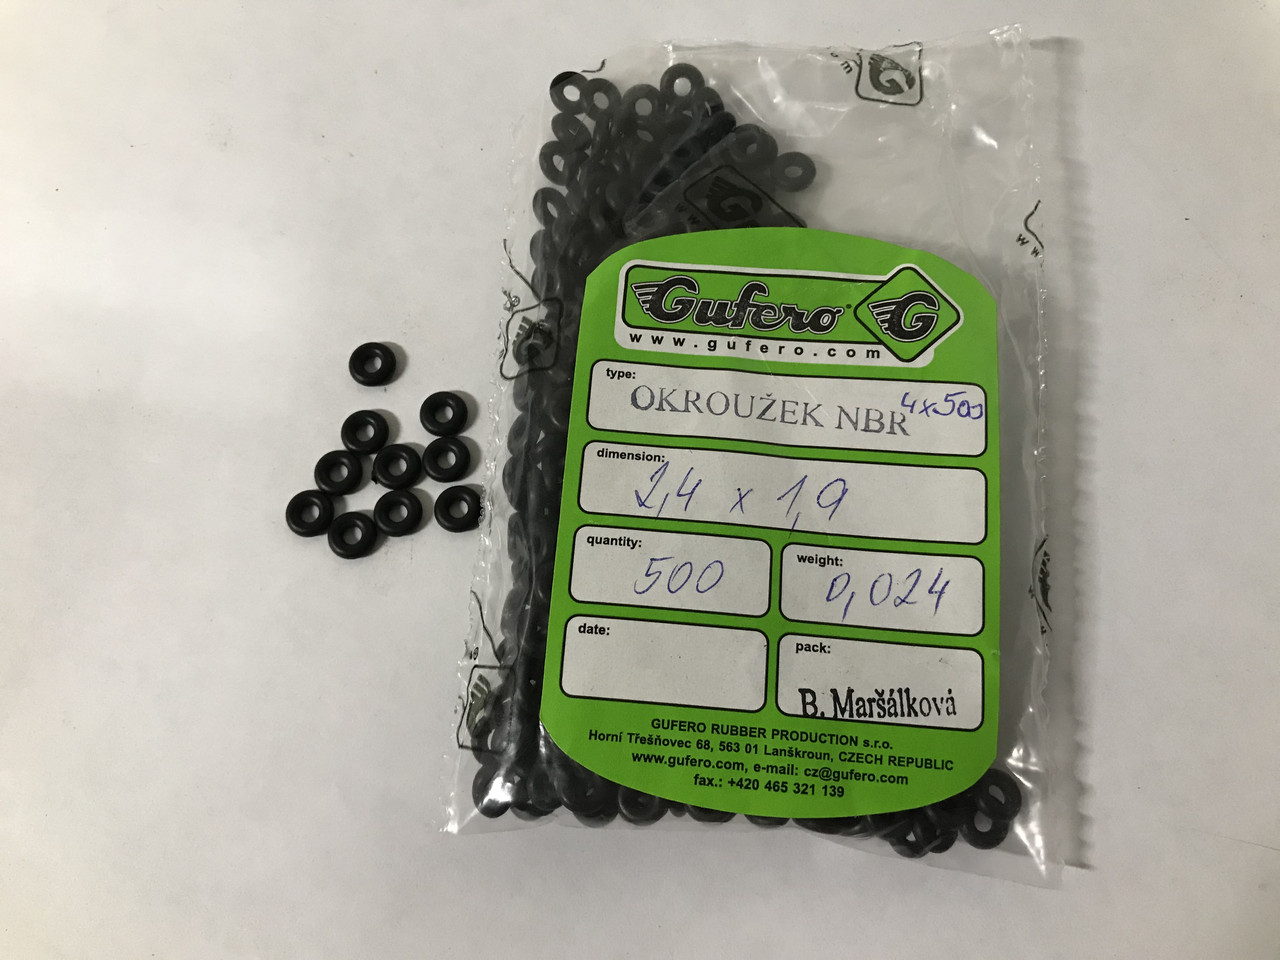 Gufero
G
www.gufero.com
type:
OKROUŽEK NBR 4x500
dimension:
2,4 x 1,9
quantity:
500
weight:
0,024
date:
pack:
B. Maršálková
GUFERO RUBBER PRODUCTION s.r.o.
Horní Třešňovec 68, 563 01 Lanškroun, CZECH REPUBLIC
www.gufero.com, e-mail: cz@gufero.com
fax.: +420 465 321 139